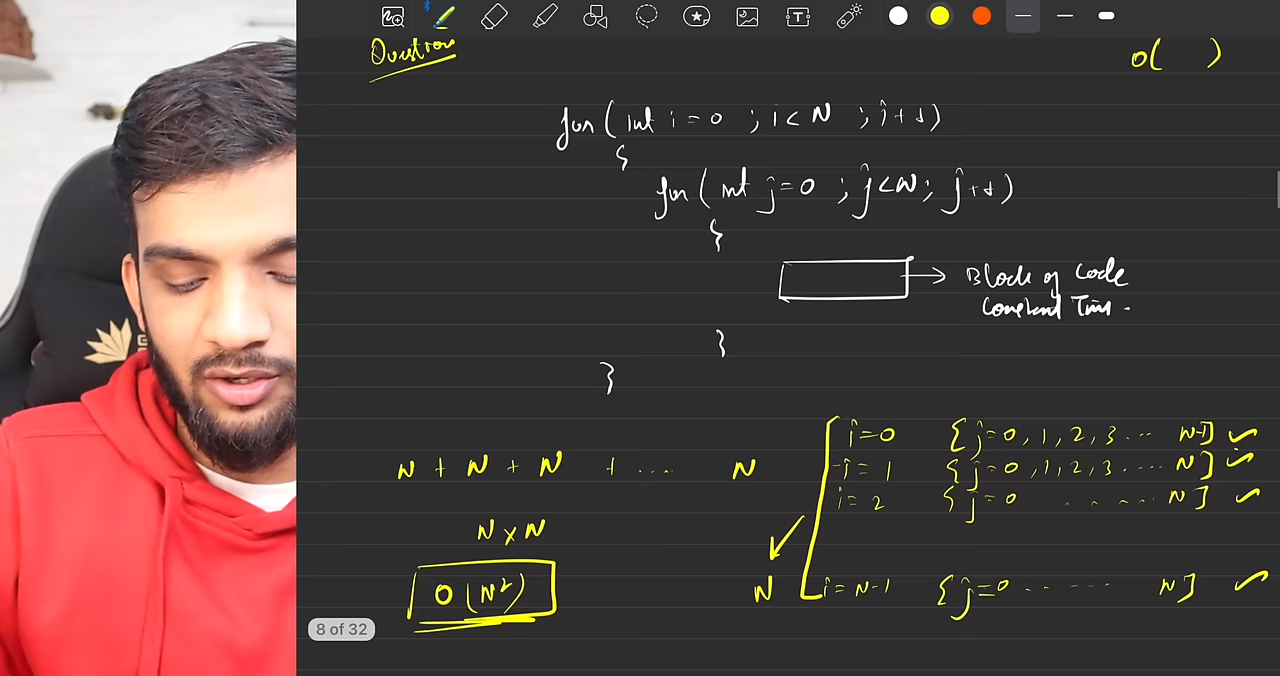 Question
O(      )
for ( int i = 0 ; i < N ; i++ )
{
for ( int j = 0 ; j < N ; j++ )
{
Block of Code
Constant Time.
}
}
i = 0 { j = 0, 1, 2, 3 ... N-1 ]
i = 1 { j = 0, 1, 2, 3 .... N ]
i = 2 { j = 0 . . . . . N ]
N + N + N + .... N
N x N
O(N²)
N
i = N-1 { j = 0 . . . . . N ]
8 of 32